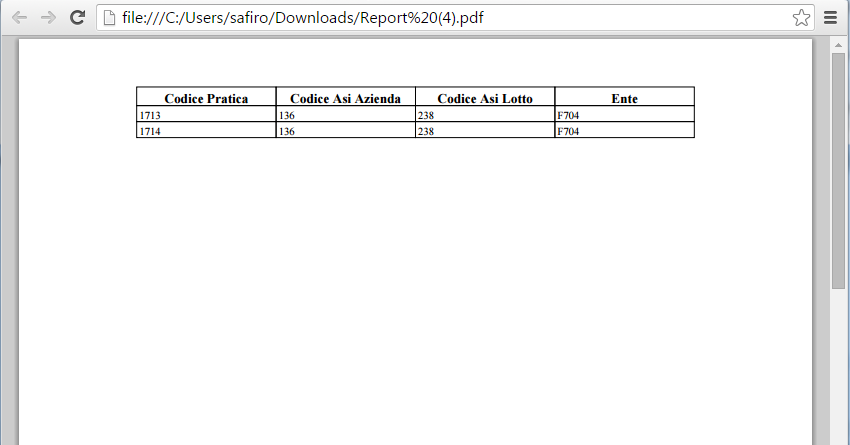 file:///C:/Users/safiro/Downloads/Report%20(4).pdf
Codice Pratica Codice Asi Azienda Codice Asi Lotto Ente
1713 136 238 F704
1714 136 238 F704